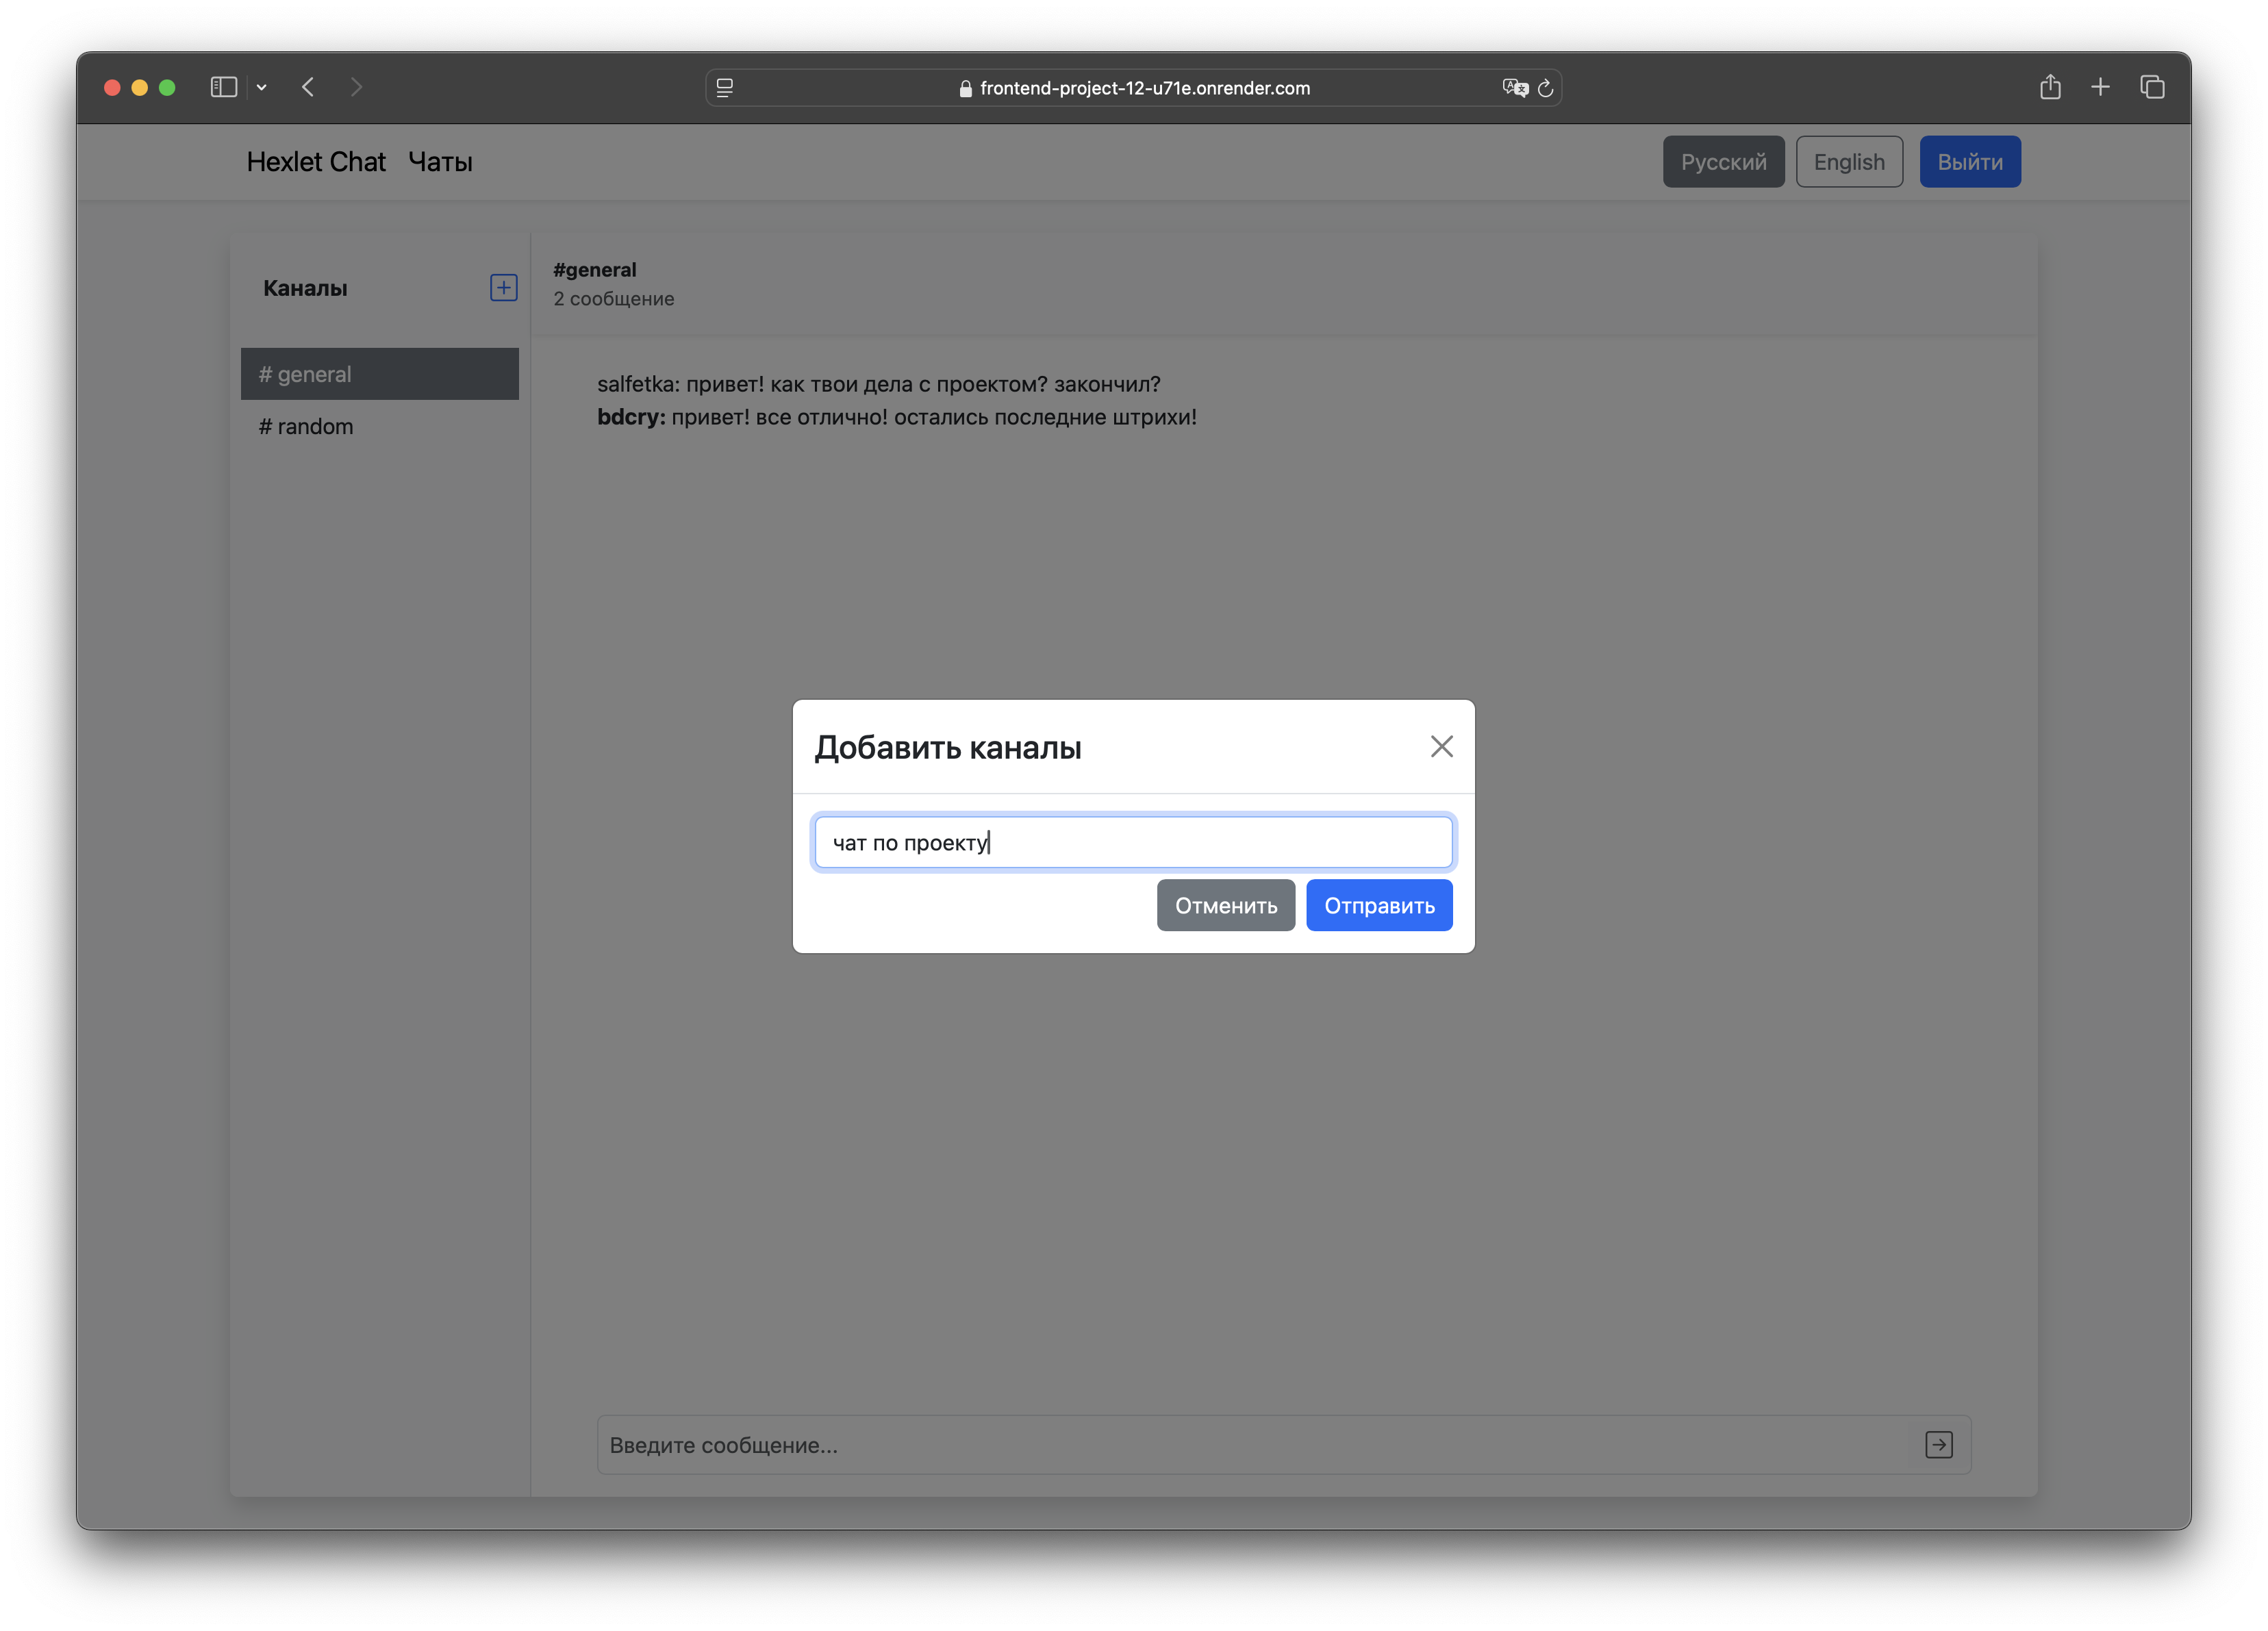 frontend-project-12-u71e.onrender.com
Hexlet Chat Чаты
Русский English Выйти
Каналы
# general
# random
#general
2 сообщение
salfetka: привет! как твои дела с проектом? закончил?
bdcry: привет! все отлично! остались последние штрихи!
Добавить каналы
чат по проекту
Отменить Отправить
Введите сообщение...